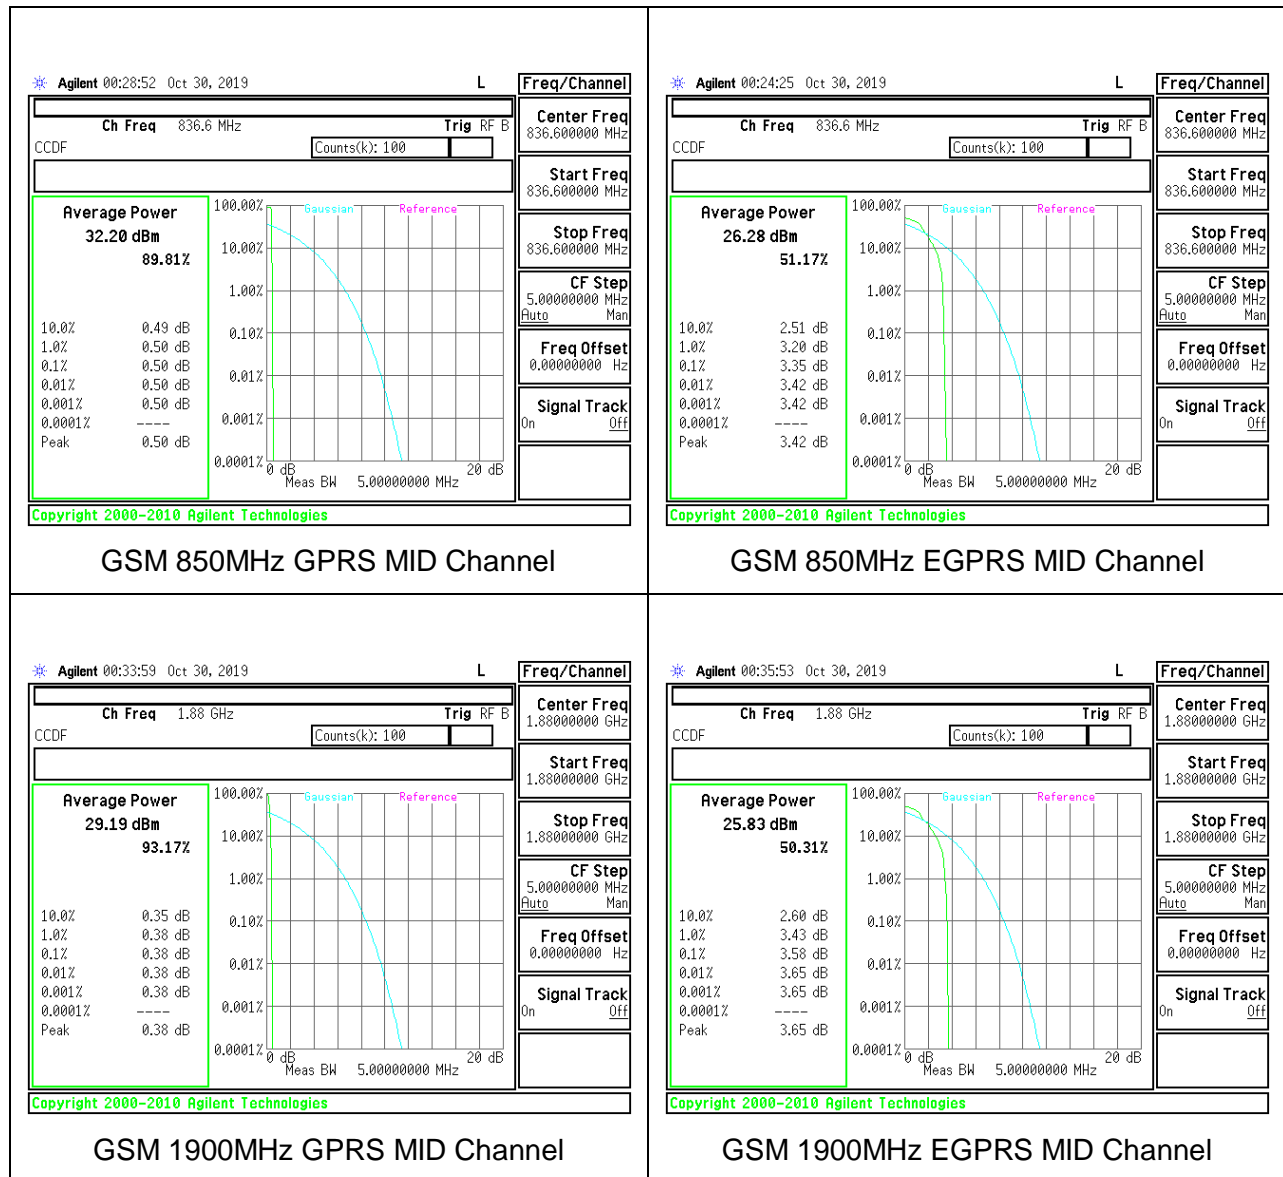 Agilent 00:28:52 Oct 30, 2019 L Freq/Channel
Ch Freq 836.6 MHz Trig RF B
CCDF Counts(k): 100
Average Power
32.20 dBm
89.81%
10.0% 0.49 dB
1.0% 0.50 dB
0.1% 0.50 dB
0.01% 0.50 dB
0.001% 0.50 dB
0.0001% ----
Peak 0.50 dB
100.00% Gaussian Reference
10.00%
1.00%
0.10%
0.01%
0.001%
0.0001%
0 dB 20 dB
Meas BW 5.00000000 MHz
Center Freq
836.600000 MHz
Start Freq
836.600000 MHz
Stop Freq
836.600000 MHz
CF Step
5.00000000 MHz
Auto Man
Freq Offset
0.00000000 Hz
Signal Track
On Off
Copyright 2000-2010 Agilent Technologies
GSM 850MHz GPRS MID Channel
Agilent 00:24:25 Oct 30, 2019 L Freq/Channel
Ch Freq 836.6 MHz Trig RF B
CCDF Counts(k): 100
Average Power
26.28 dBm
51.17%
10.0% 2.51 dB
1.0% 3.20 dB
0.1% 3.35 dB
0.01% 3.42 dB
0.001% 3.42 dB
0.0001% ----
Peak 3.42 dB
100.00% Gaussian Reference
10.00%
1.00%
0.10%
0.01%
0.001%
0.0001%
0 dB 20 dB
Meas BW 5.00000000 MHz
Center Freq
836.600000 MHz
Start Freq
836.600000 MHz
Stop Freq
836.600000 MHz
CF Step
5.00000000 MHz
Auto Man
Freq Offset
0.00000000 Hz
Signal Track
On Off
Copyright 2000-2010 Agilent Technologies
GSM 850MHz EGPRS MID Channel
Agilent 00:33:59 Oct 30, 2019 L Freq/Channel
Ch Freq 1.88 GHz Trig RF B
CCDF Counts(k): 100
Average Power
29.19 dBm
93.17%
10.0% 0.35 dB
1.0% 0.38 dB
0.1% 0.38 dB
0.01% 0.38 dB
0.001% 0.38 dB
0.0001% ----
Peak 0.38 dB
100.00% Gaussian Reference
10.00%
1.00%
0.10%
0.01%
0.001%
0.0001%
0 dB 20 dB
Meas BW 5.00000000 MHz
Center Freq
1.88000000 GHz
Start Freq
1.88000000 GHz
Stop Freq
1.88000000 GHz
CF Step
5.00000000 MHz
Auto Man
Freq Offset
0.00000000 Hz
Signal Track
On Off
Copyright 2000-2010 Agilent Technologies
GSM 1900MHz GPRS MID Channel
Agilent 00:35:53 Oct 30, 2019 L Freq/Channel
Ch Freq 1.88 GHz Trig RF B
CCDF Counts(k): 100
Average Power
25.83 dBm
50.31%
10.0% 2.60 dB
1.0% 3.43 dB
0.1% 3.58 dB
0.01% 3.65 dB
0.001% 3.65 dB
0.0001% ----
Peak 3.65 dB
100.00% Gaussian Reference
10.00%
1.00%
0.10%
0.01%
0.001%
0.0001%
0 dB 20 dB
Meas BW 5.00000000 MHz
Center Freq
1.88000000 GHz
Start Freq
1.88000000 GHz
Stop Freq
1.88000000 GHz
CF Step
5.00000000 MHz
Auto Man
Freq Offset
0.00000000 Hz
Signal Track
On Off
Copyright 2000-2010 Agilent Technologies
GSM 1900MHz EGPRS MID Channel